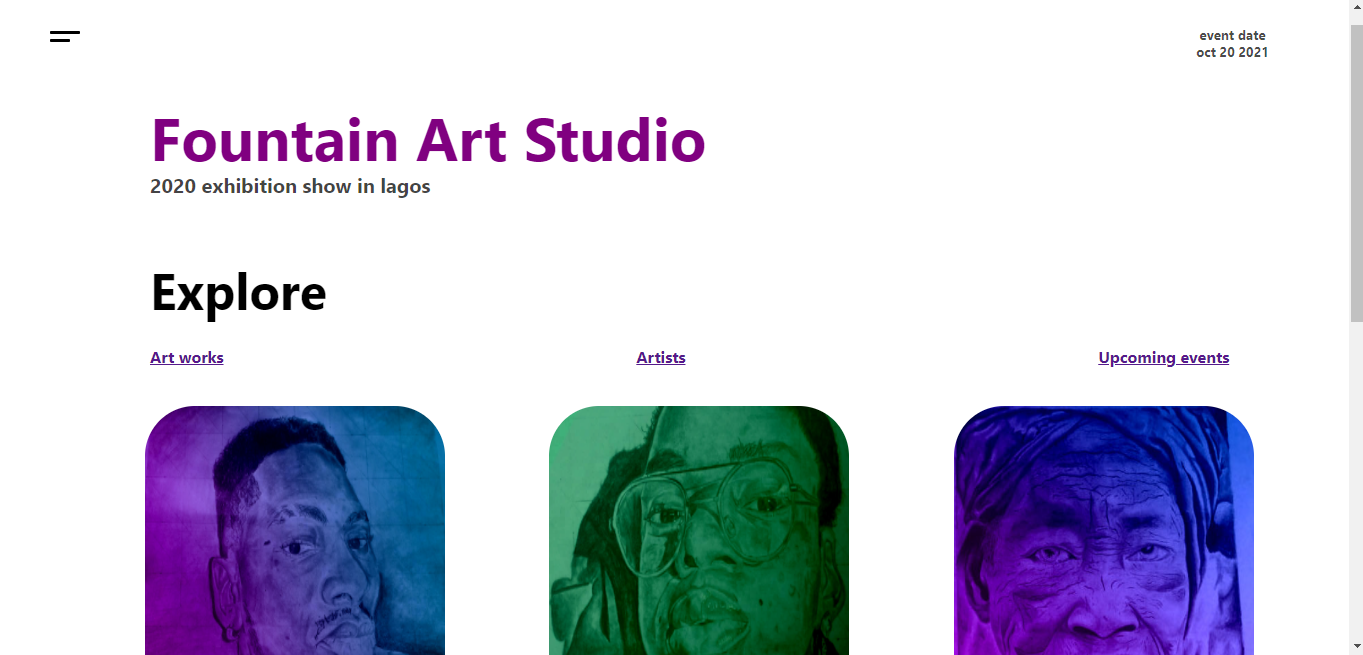 event date
oct 20 2021
Fountain Art Studio
2020 exhibition show in lagos
Explore
Art works
Artists
Upcoming events